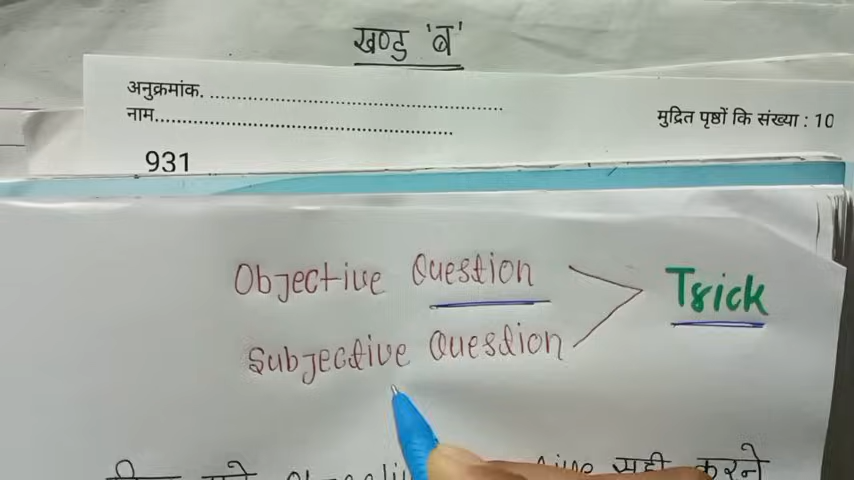 खण्ड 'ब'
अनुक्रमांक. ........................................................
नाम.........................................................
मुद्रित पृष्ठों कि संख्या : 10
931
Objective Question
Subjective Question
Trick
सही करने